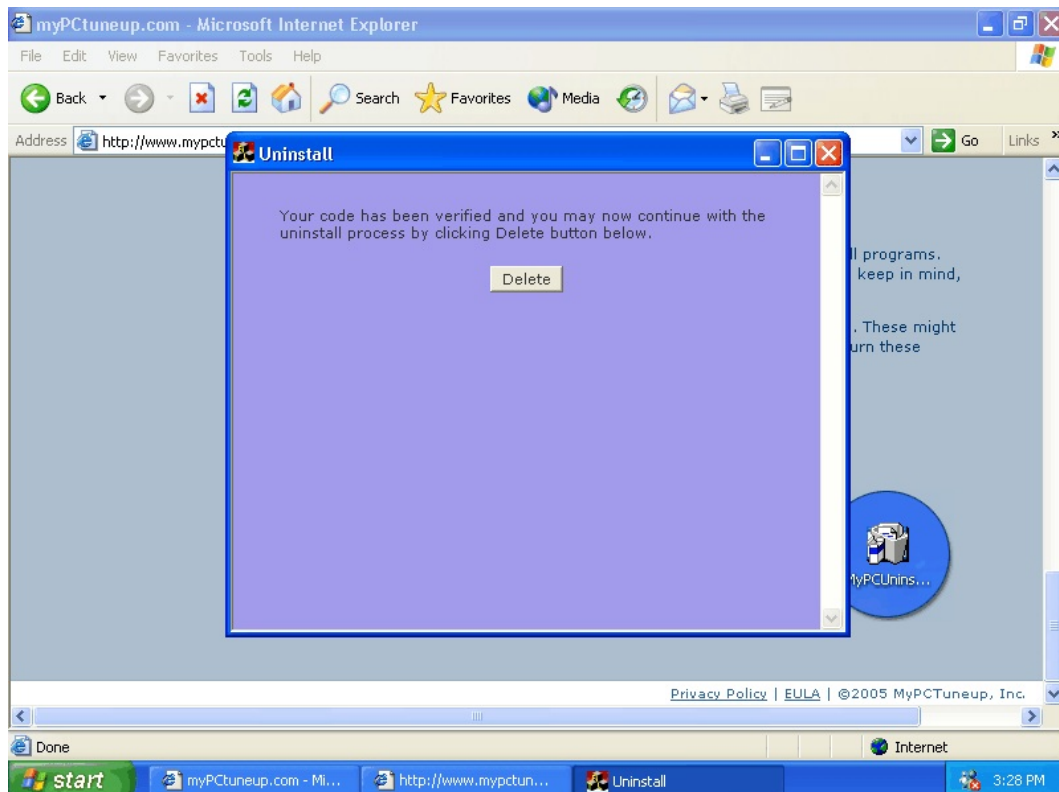 myPCtuneup.com - Microsoft Internet Explorer
File Edit View Favorites Tools Help
Back Search Favorites Media
Address http://www.mypctu Go Links »
Uninstall
Your code has been verified and you may now continue with the
uninstall process by clicking Delete button below.
Delete
ll programs.
keep in mind,
. These might
urn these
MyPCUnins...
Privacy Policy | EULA | ©2005 MyPCTuneup, Inc.
Done Internet
start myPCtuneup.com - Mi... http://www.mypctun... Uninstall 3:28 PM